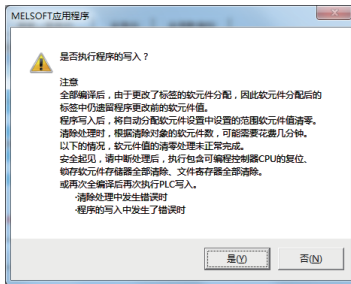 MELSOFT应用程序
是否执行程序的写入？
注意
全部编译后，由于更改了标签的软元件分配，因此软元件分配后的
标签中仍遗留程序更改前的软元件值。
程序写入后，将自动分配软元件设置中设置的范围软元件值清零。
清除处理时，根据清除对象的软元件数，可能需要花费几分钟。
以下的情况，软元件值的清零处理未正常完成。
安全起见，请中断处理后，执行包含可编程控制器CPU的复位、
锁存软元件存储器全部清除、文件寄存器全部清除。
或再次全编译后再次执行PLC写入。
·清除处理中发生错误时
·程序的写入中发生了错误时
是(Y)
否(N)